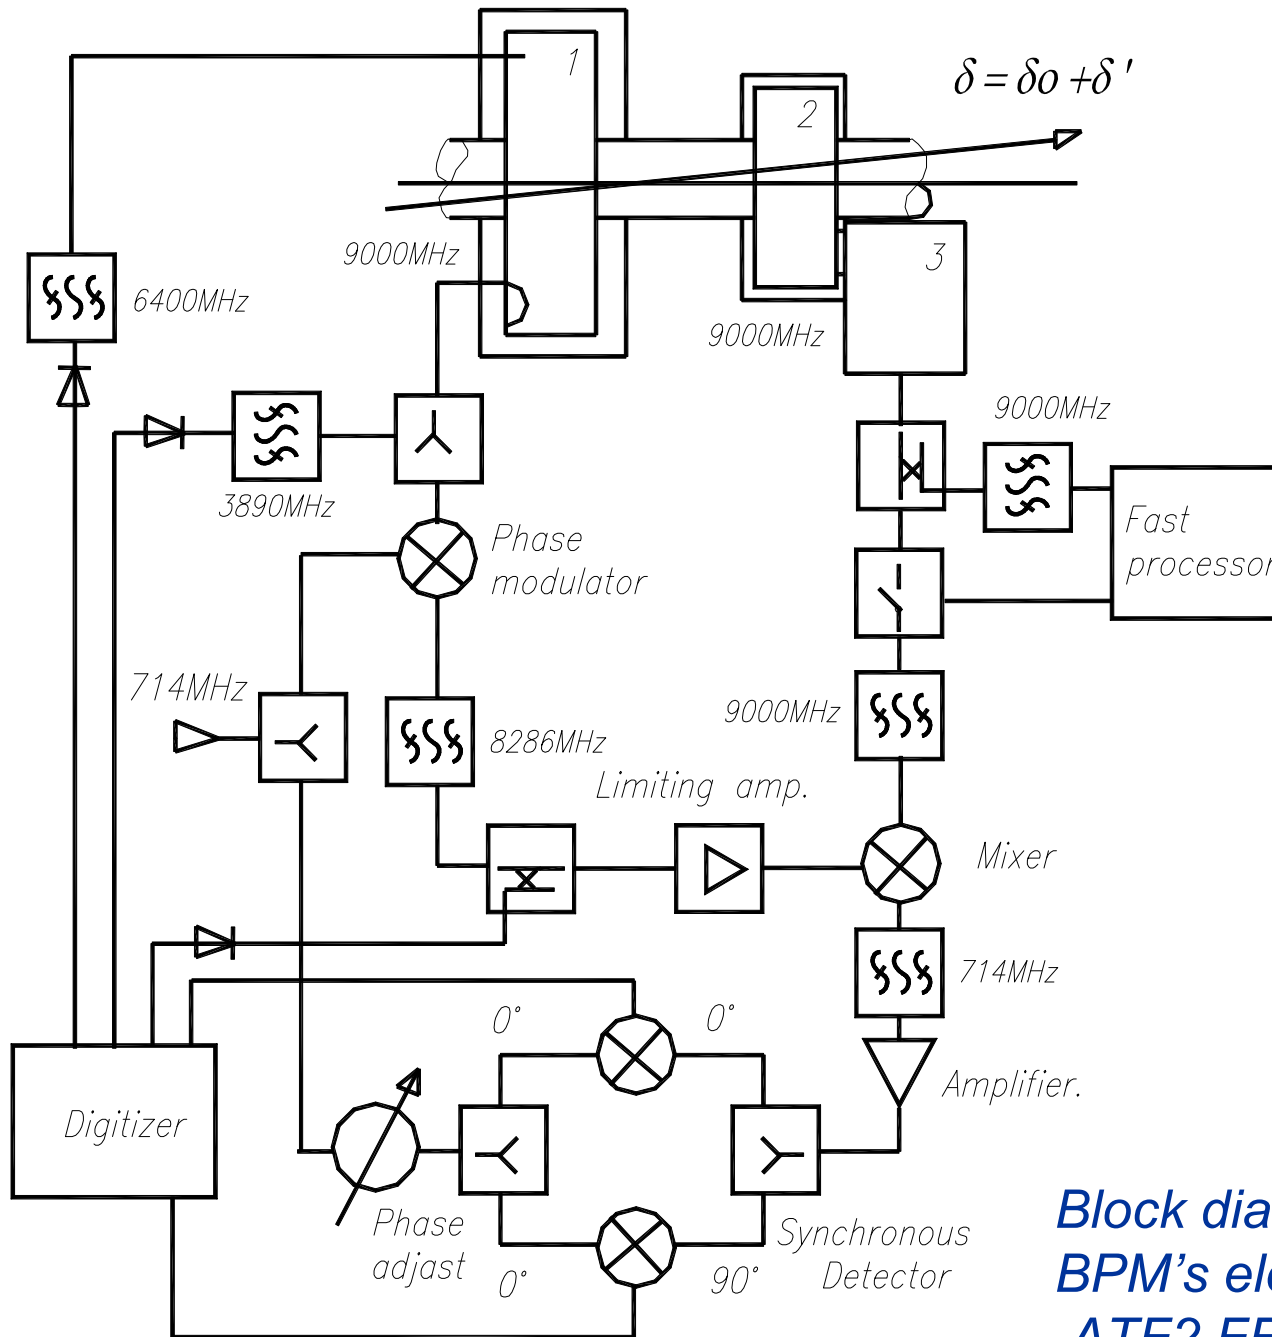 1
δ = δo + δ '
2
9000MHz
3
6400MHz
9000MHz
9000MHz
3890MHz
Fast
processor
Phase
modulator
714MHz
9000MHz
8286MHz
Limiting amp.
Mixer
714MHz
0°
0°
Amplifier.
Digitizer
Phase
adjast
0°
90°
Synchronous
Detector
Block dia
BPM's ele